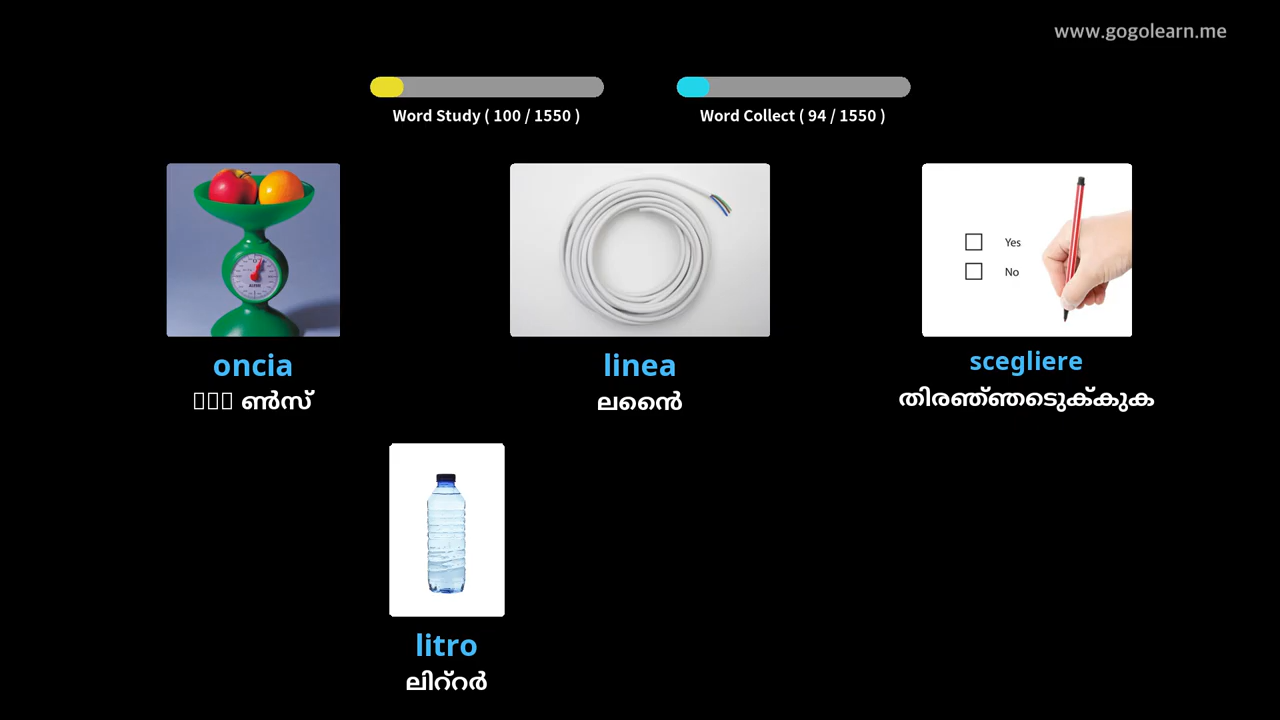 www.gogolearn.me
Word Study ( 100 / 1550 )
Word Collect ( 94 / 1550 )
Yes
No
oncia
ൺസ്
linea
ലൈൻ
scegliere
തിരഞ്ഞെടുക്കുക
litro
ലിറ്റർ